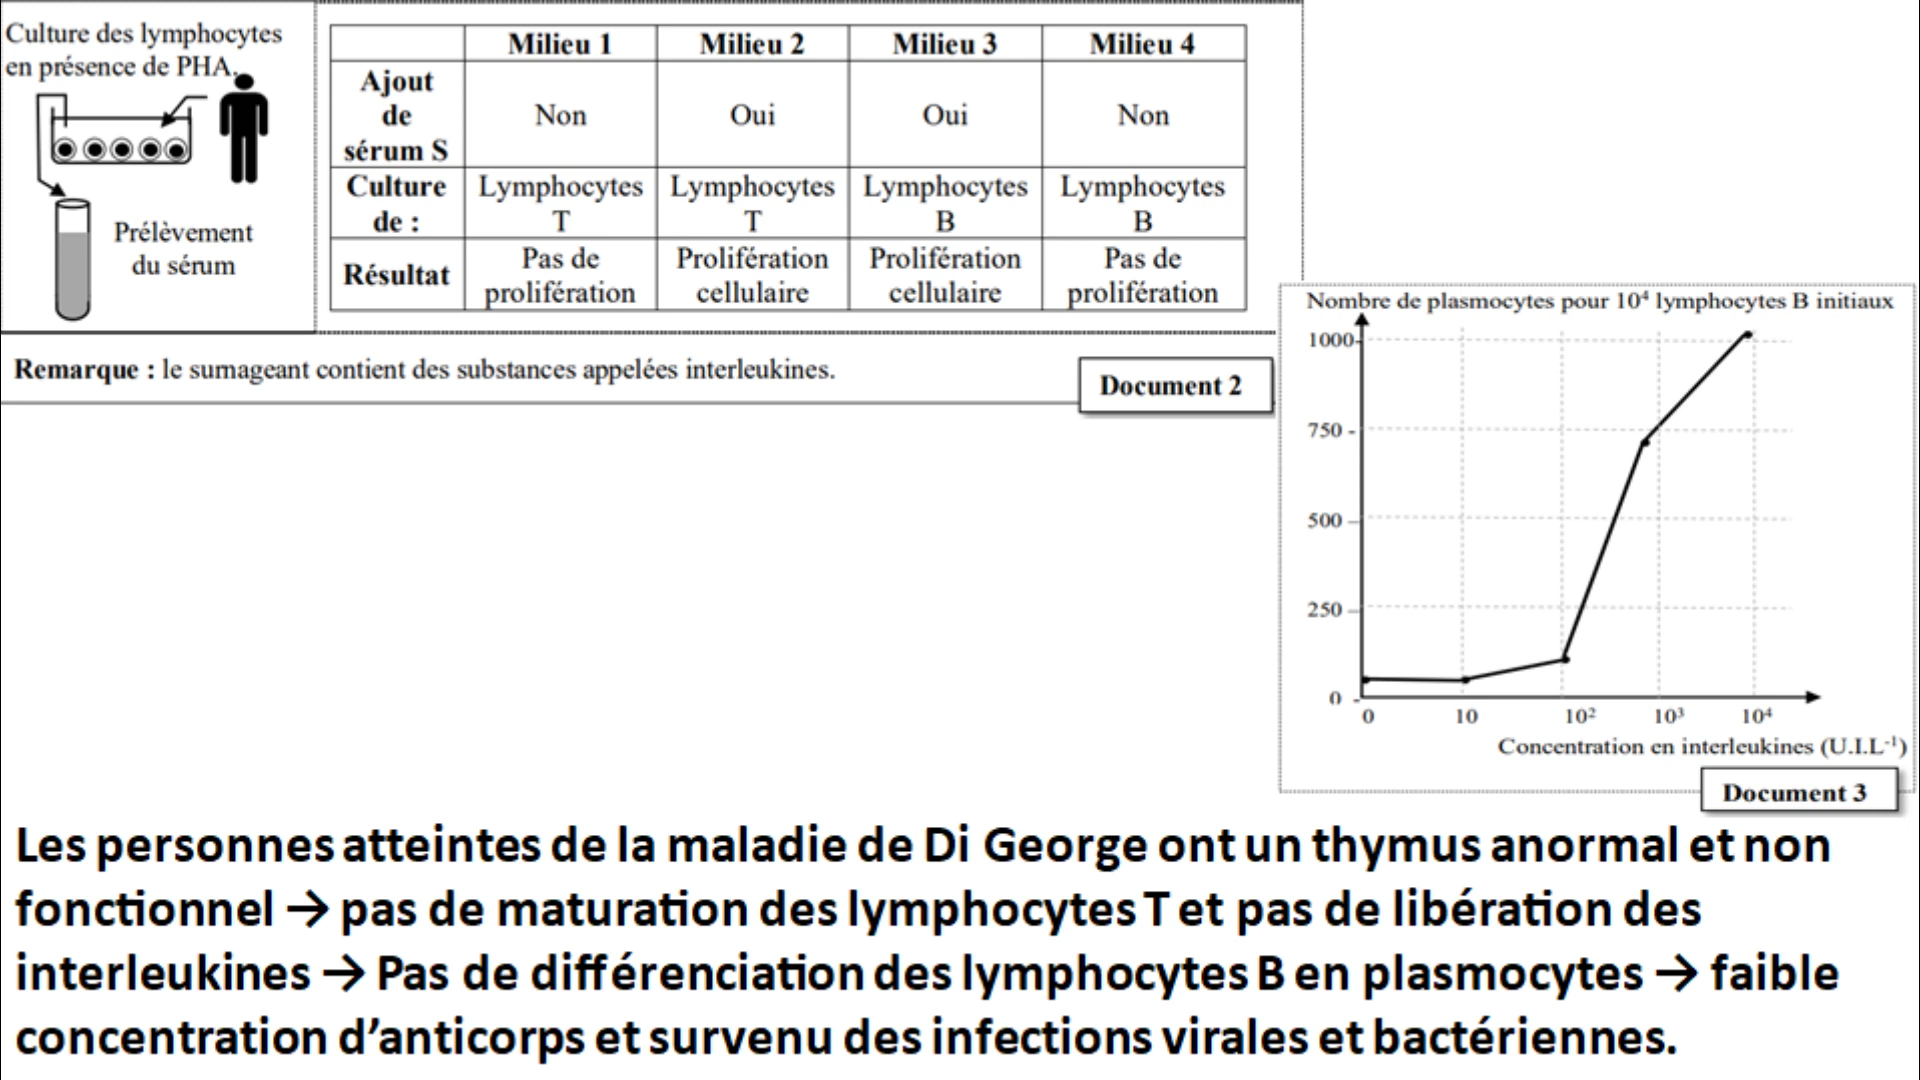 Culture des lymphocytes
en présence de PHA.
Prélèvement
du sérum
Milieu 1 Milieu 2 Milieu 3 Milieu 4
Ajout de sérum S Non Oui Oui Non
Culture de : Lymphocytes T Lymphocytes T Lymphocytes B Lymphocytes B
Résultat Pas de prolifération Prolifération cellulaire Prolifération cellulaire Pas de prolifération
Remarque : le surnageant contient des substances appelées interleukines.
Document 2
Nombre de plasmocytes pour 10⁴ lymphocytes B initiaux
1000
750
500
250
0
0 10 10² 10³ 10⁴
Concentration en interleukines (U.I.L⁻¹)
Document 3
Les personnes atteintes de la maladie de Di George ont un thymus anormal et non
fonctionnel → pas de maturation des lymphocytes T et pas de libération des
interleukines → Pas de différenciation des lymphocytes B en plasmocytes → faible
concentration d’anticorps et survenu des infections virales et bactériennes.